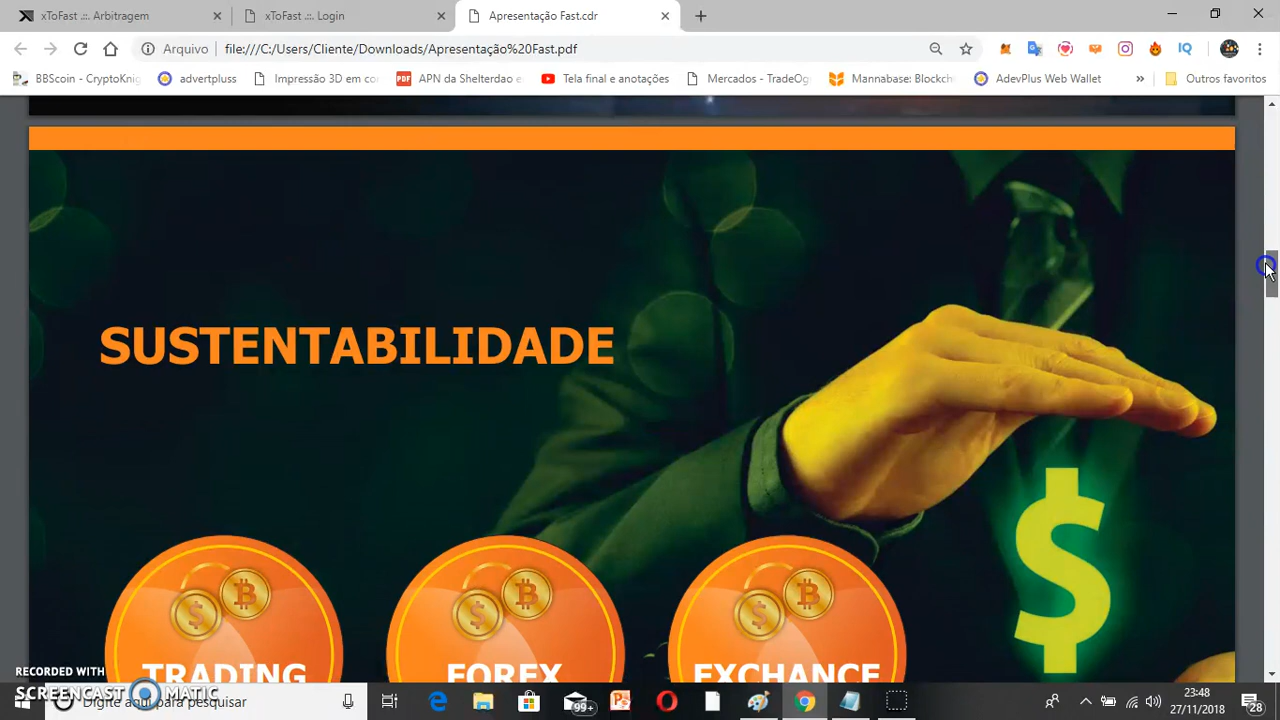 xToFast .::. Arbitragem
xToFast .::. Login
Apresentação Fast.cdr
Arquivo
file:///C:/Users/Cliente/Downloads/Apresentação%20Fast.pdf
BBScoin - CryptoKnig
advertpluss
Impressão 3D em co
APN da Shelterdao e
Tela final e anotações
Mercados - TradeOg
Mannabase: Blockch
AdevPlus Web Wallet
»
Outros favoritos
SUSTENTABILIDADE
TRADING
FOREX
EXCHANCE
RECORDED WITH
SCREENCAST MATIC
Digite aqui para pesquisar
99+
23:48
27/11/2018
28